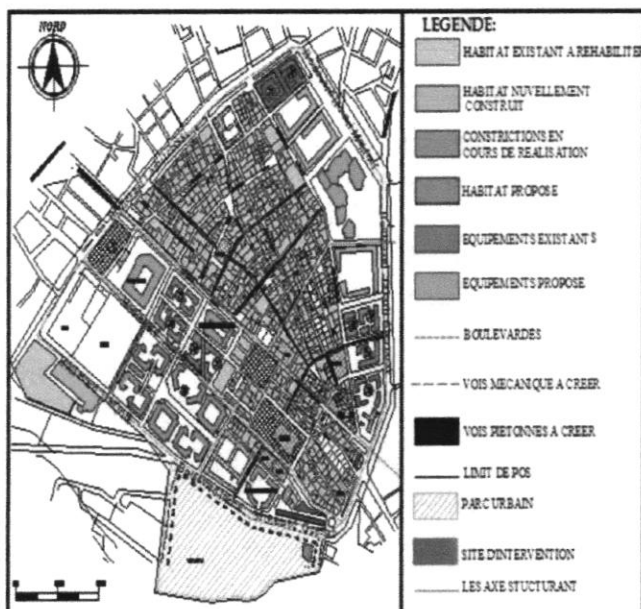 NORD
LEGENDE:
HABITAT EXISTANT A REHABILITER
HABITAT NUVELLEMENT
CONSTRUIT
CONSTRICTIONS EN
COURS DE REALISATION
HABITAT PROPOSE
EQUIPEMENTS EXISTANTS
EQUIPEMENTS PROPOSE
BOULEVARDES
VOIS MECANIQUE A CREER
VOIS PIETONNES A CREER
LIMIT DE POS
PARC URBAIN
SITE D'INTERVENTION
LES AXE STUCTURANT